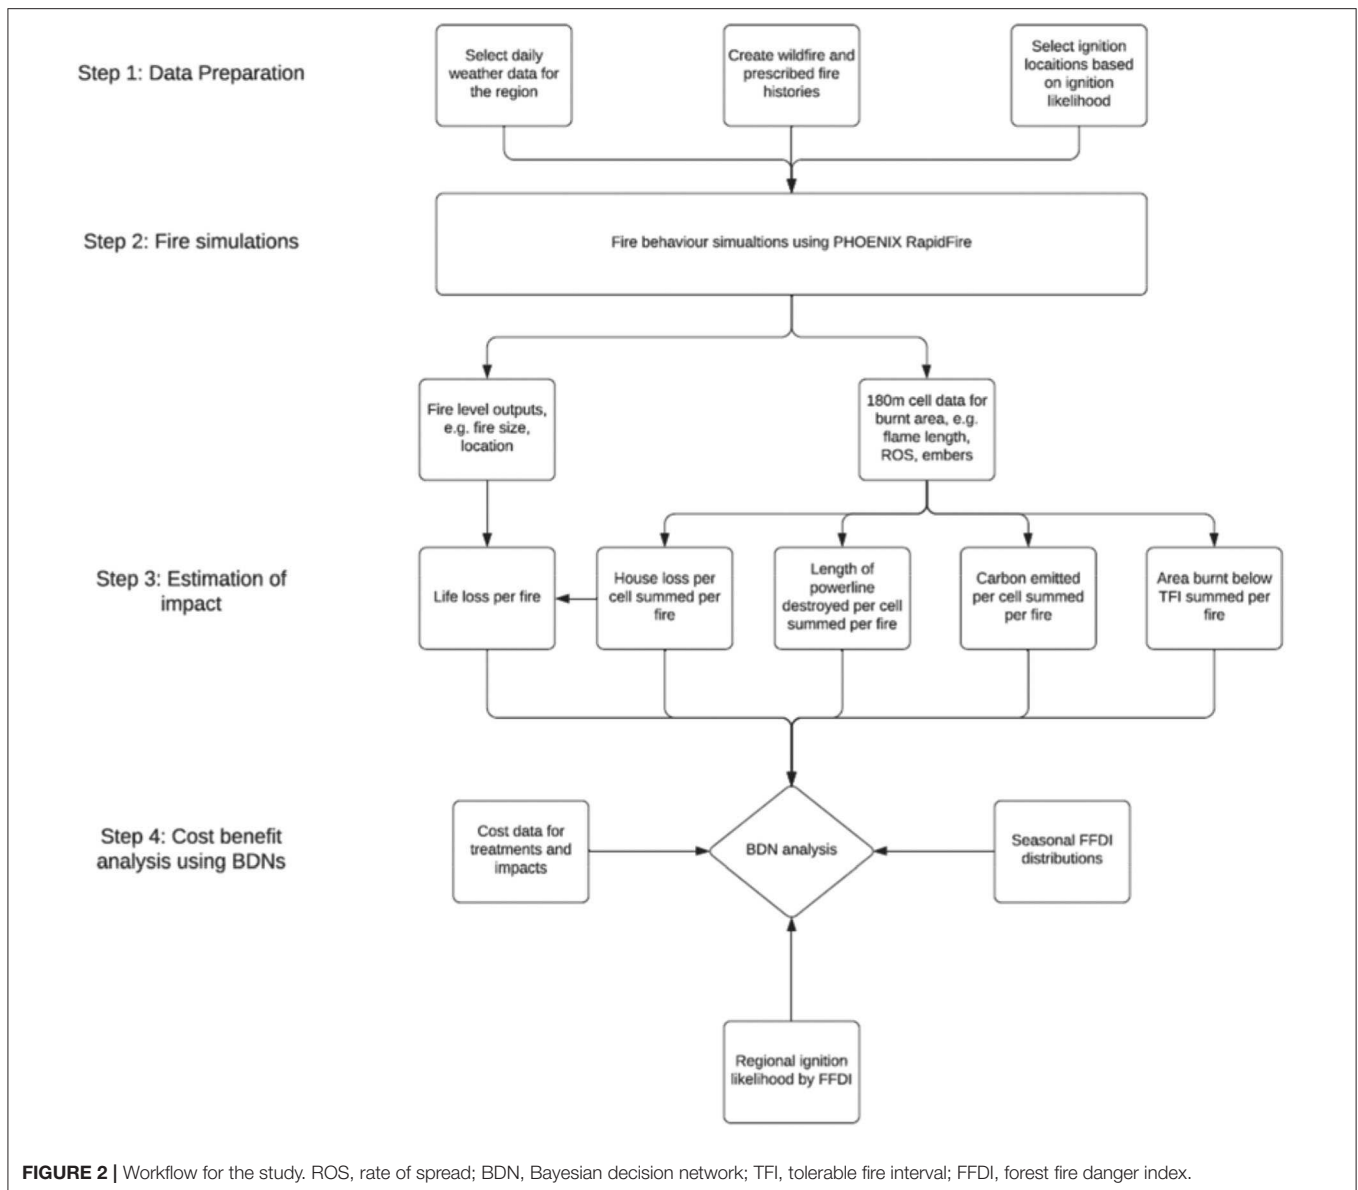 Step 1: Data Preparation
Select daily
weather data for
the region
Create wildfire and
prescribed fire
histories
Select ignition
locaitions based
on ignition
likelihood
Step 2: Fire simulations
Fire behaviour simualtions using PHOENIX RapidFire
Fire level outputs,
e.g. fire size,
location
180m cell data for
burnt area, e.g.
flame length,
ROS, embers
Step 3: Estimation of
impact
Life loss per fire
House loss per
cell summed per
fire
Length of
powerline
destroyed per cell
summed per fire
Carbon emitted
per cell summed
per fire
Area burnt below
TFI summed per
fire
Step 4: Cost benefit
analysis using BDNs
Cost data for
treatments and
impacts
BDN analysis
Seasonal FFDI
distributions
Regional ignition
likelihood by FFDI
FIGURE 2 | Workflow for the study. ROS, rate of spread; BDN, Bayesian decision network; TFI, tolerable fire interval; FFDI, forest fire danger index.